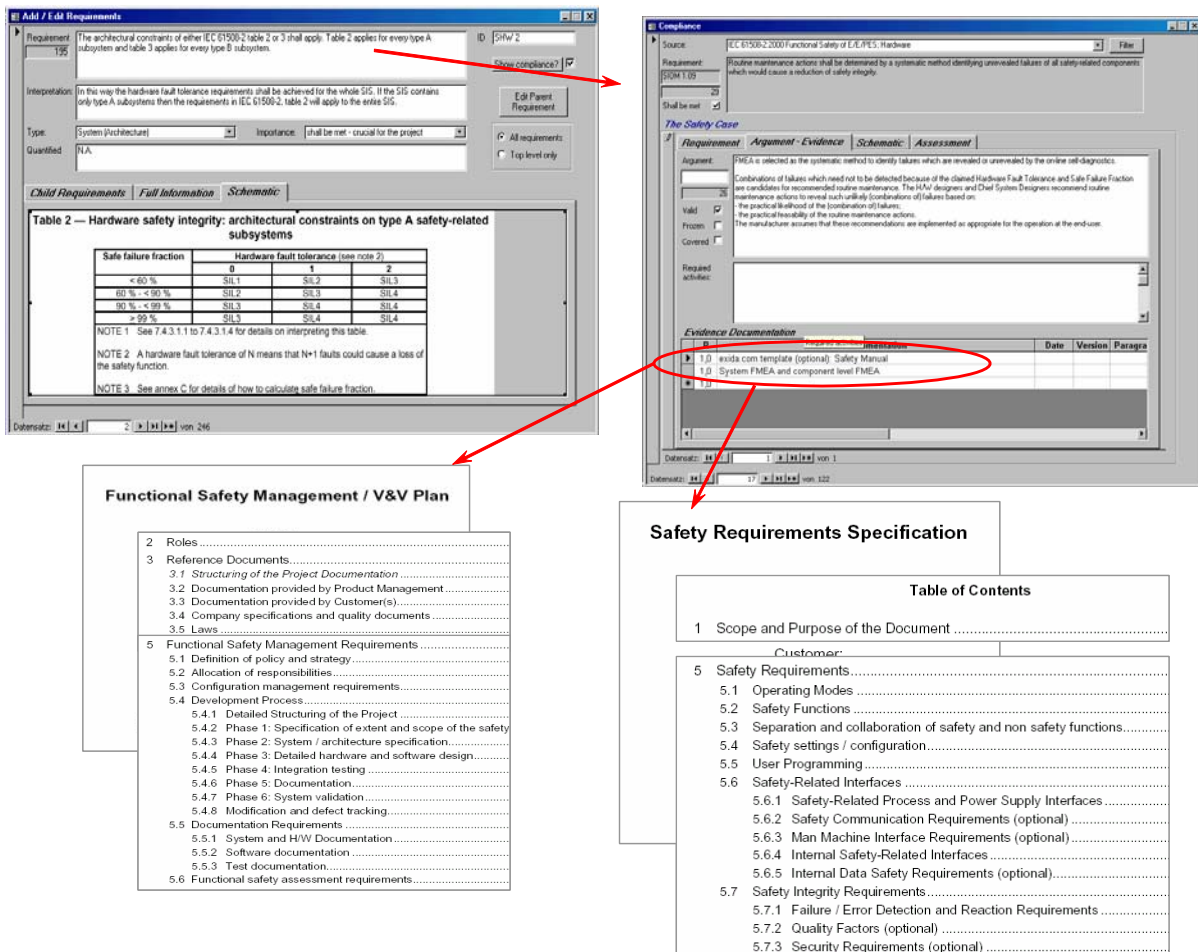 Add / Edit Requirements
Requirement
195
The architectural constraints of either IEC 61508-2 table 2 or 3 shall apply. Table 2 applies for every type A
subsystem and table 3 applies for every type B subsystem.
ID SHW 2
Show compliance?
Interpretation:
In this way the hardware fault tolerance requirements shall be achieved for the whole SIS. If the SIS contains
only type A subsystems then the requirements in IEC 61508-2, table 2 will apply to the entire SIS.
Edit Parent
Requirement
Type: System (Architecture) Importance: shall be met - crucial for the project
All requirements
Top level only
Quantified N.A.
Child Requirements Full Information Schematic
Table 2 — Hardware safety integrity: architectural constraints on type A safety-related
subsystems
Safe failure fraction Hardware fault tolerance (see note 2)
0 1 2
< 60 % SIL1 SIL2 SIL3
60 % - < 90 % SIL2 SIL3 SIL4
90 % - < 99 % SIL3 SIL4 SIL4
> 99 % SIL3 SIL4 SIL4
NOTE 1 See 7.4.3.1.1 to 7.4.3.1.4 for details on interpreting this table.
NOTE 2 A hardware fault tolerance of N means that N+1 faults could cause a loss of
the safety function.
NOTE 3 See annex C for details of how to calculate safe failure fraction.
Datensatz: 2 von 246
Compliance
Source: IEC 61508-2:2000 Functional Safety of E/E/PES; Hardware Filter
Requirement:
SIOM 1.09
29
Routine maintenance actions shall be determined by a systematic method identifying unrevealed failures of all safety-related components
which would cause a reduction of safety integrity.
Shall be met
The Safety Case
Requirement Argument - Evidence Schematic Assessment
Argument:
26
FMEA is selected as the systematic method to identify failures which are revealed or unrevealed by the on-line self-diagnostics.
Combinations of failures which need not to be detected because of the claimed Hardware Fault Tolerance and Safe Failure Fraction
are candidates for recommended routine maintenance. The H/W designers and Chief System Designers recommend routine
maintenance actions to reveal such unlikely (combinations of) failures based on:
- the practical likelihood of the (combination of) failures;
- the practical feasability of the routine maintenance actions.
The manufacturer assumes that these recommendations are implemented as appropriate for the operation at the end-user.
Valid
Frozen
Covered
Required
activities:
Evidence Documentation
Required activities
Date Version Paragra
1,0 exida.com template (optional): Safety Manual
1,0 System FMEA and component level FMEA
1,0
Datensatz: 1 von 1
Datensatz: 17 von 122
Functional Safety Management / V&V Plan
2 Roles
3 Reference Documents
3.1 Structuring of the Project Documentation
3.2 Documentation provided by Product Management
3.3 Documentation provided by Customer(s)
3.4 Company specifications and quality documents
3.5 Laws
5 Functional Safety Management Requirements
5.1 Definition of policy and strategy
5.2 Allocation of responsibilities
5.3 Configuration management requirements
5.4 Development Process
5.4.1 Detailed Structuring of the Project
5.4.2 Phase 1: Specification of extent and scope of the safety
5.4.3 Phase 2: System / architecture specification
5.4.4 Phase 3: Detailed hardware and software design
5.4.5 Phase 4: Integration testing
5.4.6 Phase 5: Documentation
5.4.7 Phase 6: System validation
5.4.8 Modification and defect tracking
5.5 Documentation Requirements
5.5.1 System and H/W Documentation
5.5.2 Software documentation
5.5.3 Test documentation
5.6 Functional safety assessment requirements
Safety Requirements Specification
Table of Contents
1 Scope and Purpose of the Document
Customer:
5 Safety Requirements
5.1 Operating Modes
5.2 Safety Functions
5.3 Separation and collaboration of safety and non safety functions
5.4 Safety settings / configuration
5.5 User Programming
5.6 Safety-Related Interfaces
5.6.1 Safety-Related Process and Power Supply Interfaces
5.6.2 Safety Communication Requirements (optional)
5.6.3 Man Machine Interface Requirements (optional)
5.6.4 Internal Safety-Related Interfaces
5.6.5 Internal Data Safety Requirements (optional)
5.7 Safety Integrity Requirements
5.7.1 Failure / Error Detection and Reaction Requirements
5.7.2 Quality Factors (optional)
5.7.3 Security Requirements (optional)